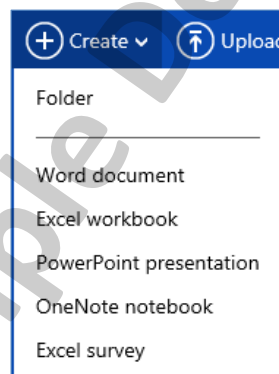 Create Upload
Folder
Word document
Excel workbook
PowerPoint presentation
OneNote notebook
Excel survey